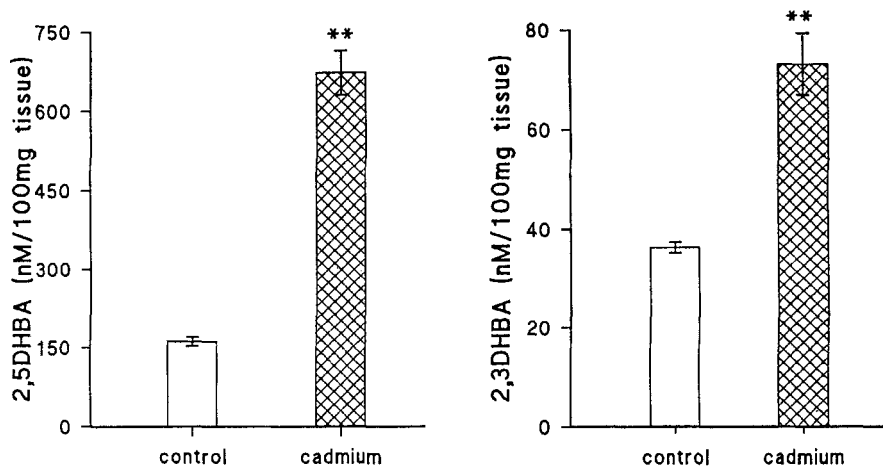 2,5DHBA (nM/100mg tissue)
750
600
450
300
150
0
**
control
cadmium
2,3DHBA (nM/100mg tissue)
80
60
40
20
0
**
control
cadmium